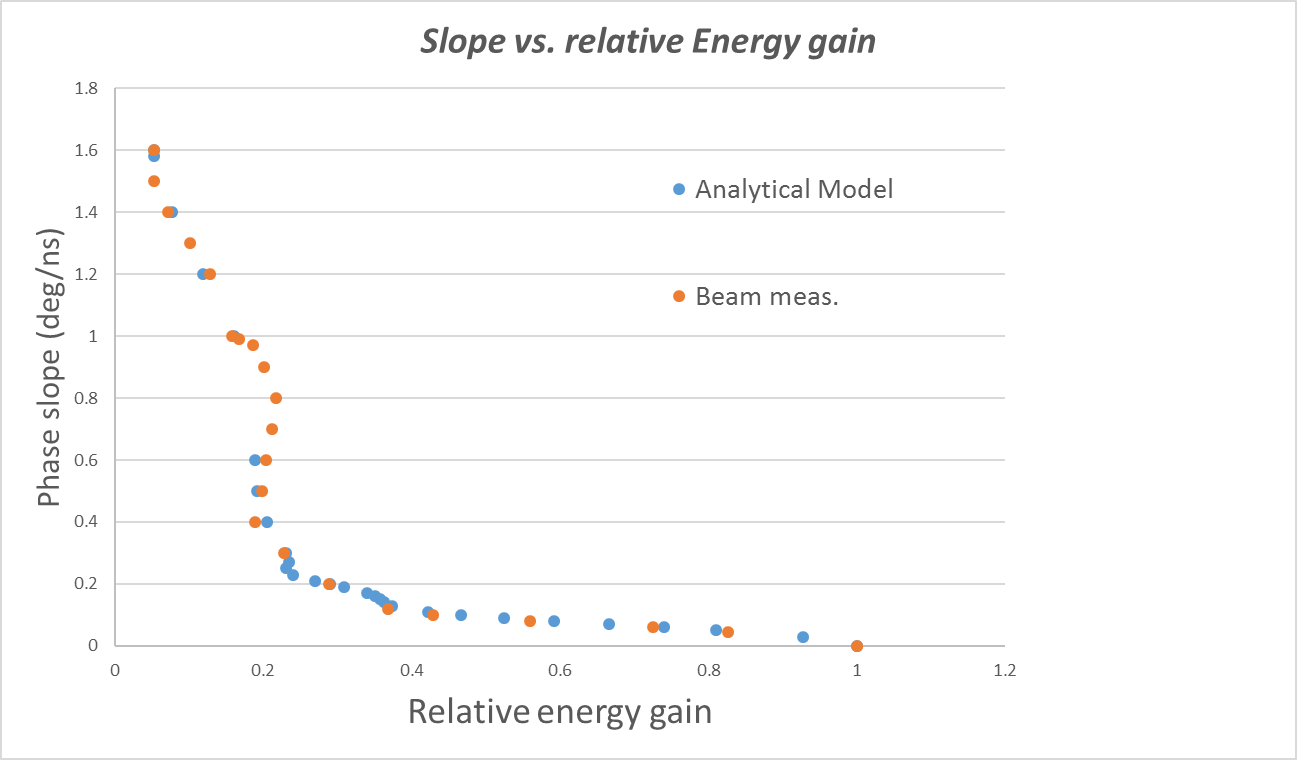 Slope vs. relative Energy gain
1.8
1.6
1.4
1.2
1
0.8
0.6
0.4
0.2
0
Phase slope (deg/ns)
Analytical Model
Beam meas.
0 0.2 0.4 0.6 0.8 1 1.2
Relative energy gain